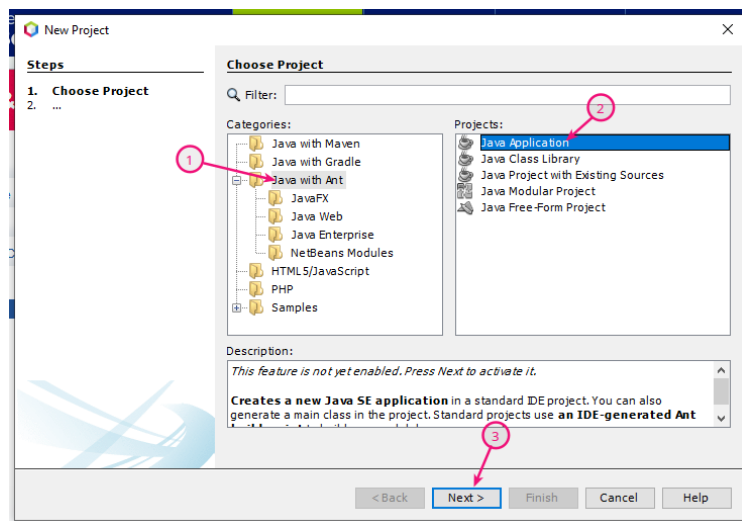 New Project
Steps
1. Choose Project
2. ...
Choose Project
Filter:
Categories:
Java with Maven
Java with Gradle
Java with Ant
JavaFX
Java Web
Java Enterprise
NetBeans Modules
HTML5/JavaScript
PHP
Samples
1
Projects:
2
Java Application
Java Class Library
Java Project with Existing Sources
Java Modular Project
Java Free-Form Project
Description:
This feature is not yet enabled. Press Next to activate it.
Creates a new Java SE application in a standard IDE project. You can also
generate a main class in the project. Standard projects use an IDE-generated Ant
3
< Back
Next >
Finish
Cancel
Help